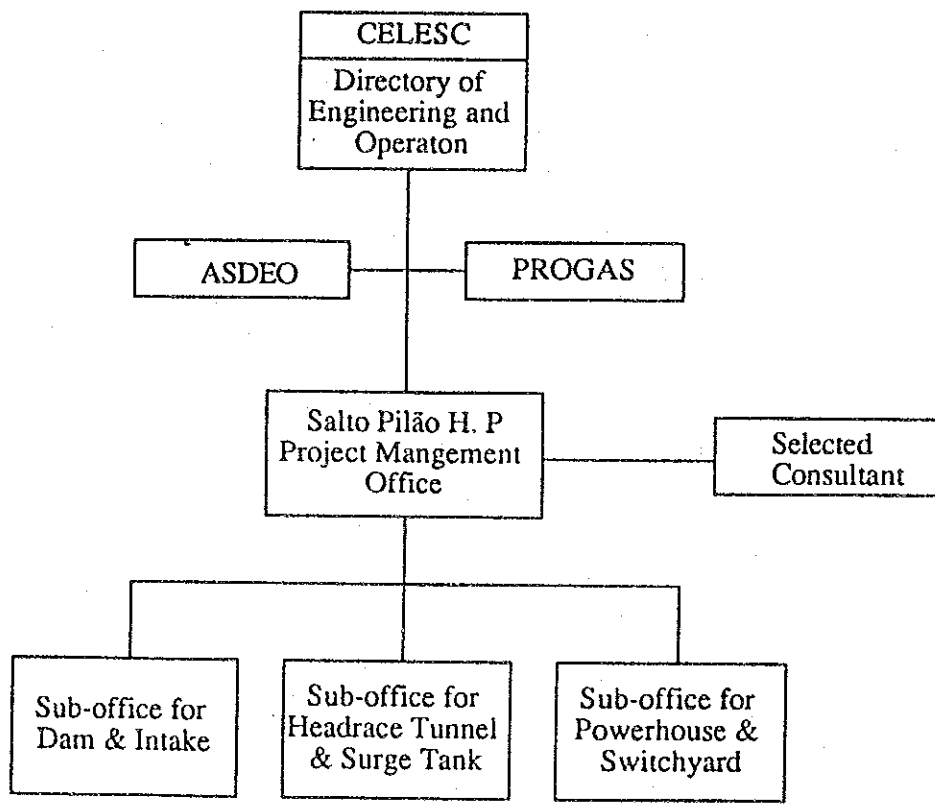 CELESC
Directory of
Engineering and
Operaton
ASDEO
PROGAS
Salto Pilão H. P
Project Mangement
Office
Selected
Consultant
Sub-office for
Dam & Intake
Sub-office for
Headrace Tunnel
& Surge Tank
Sub-office for
Powerhouse &
Switchyard